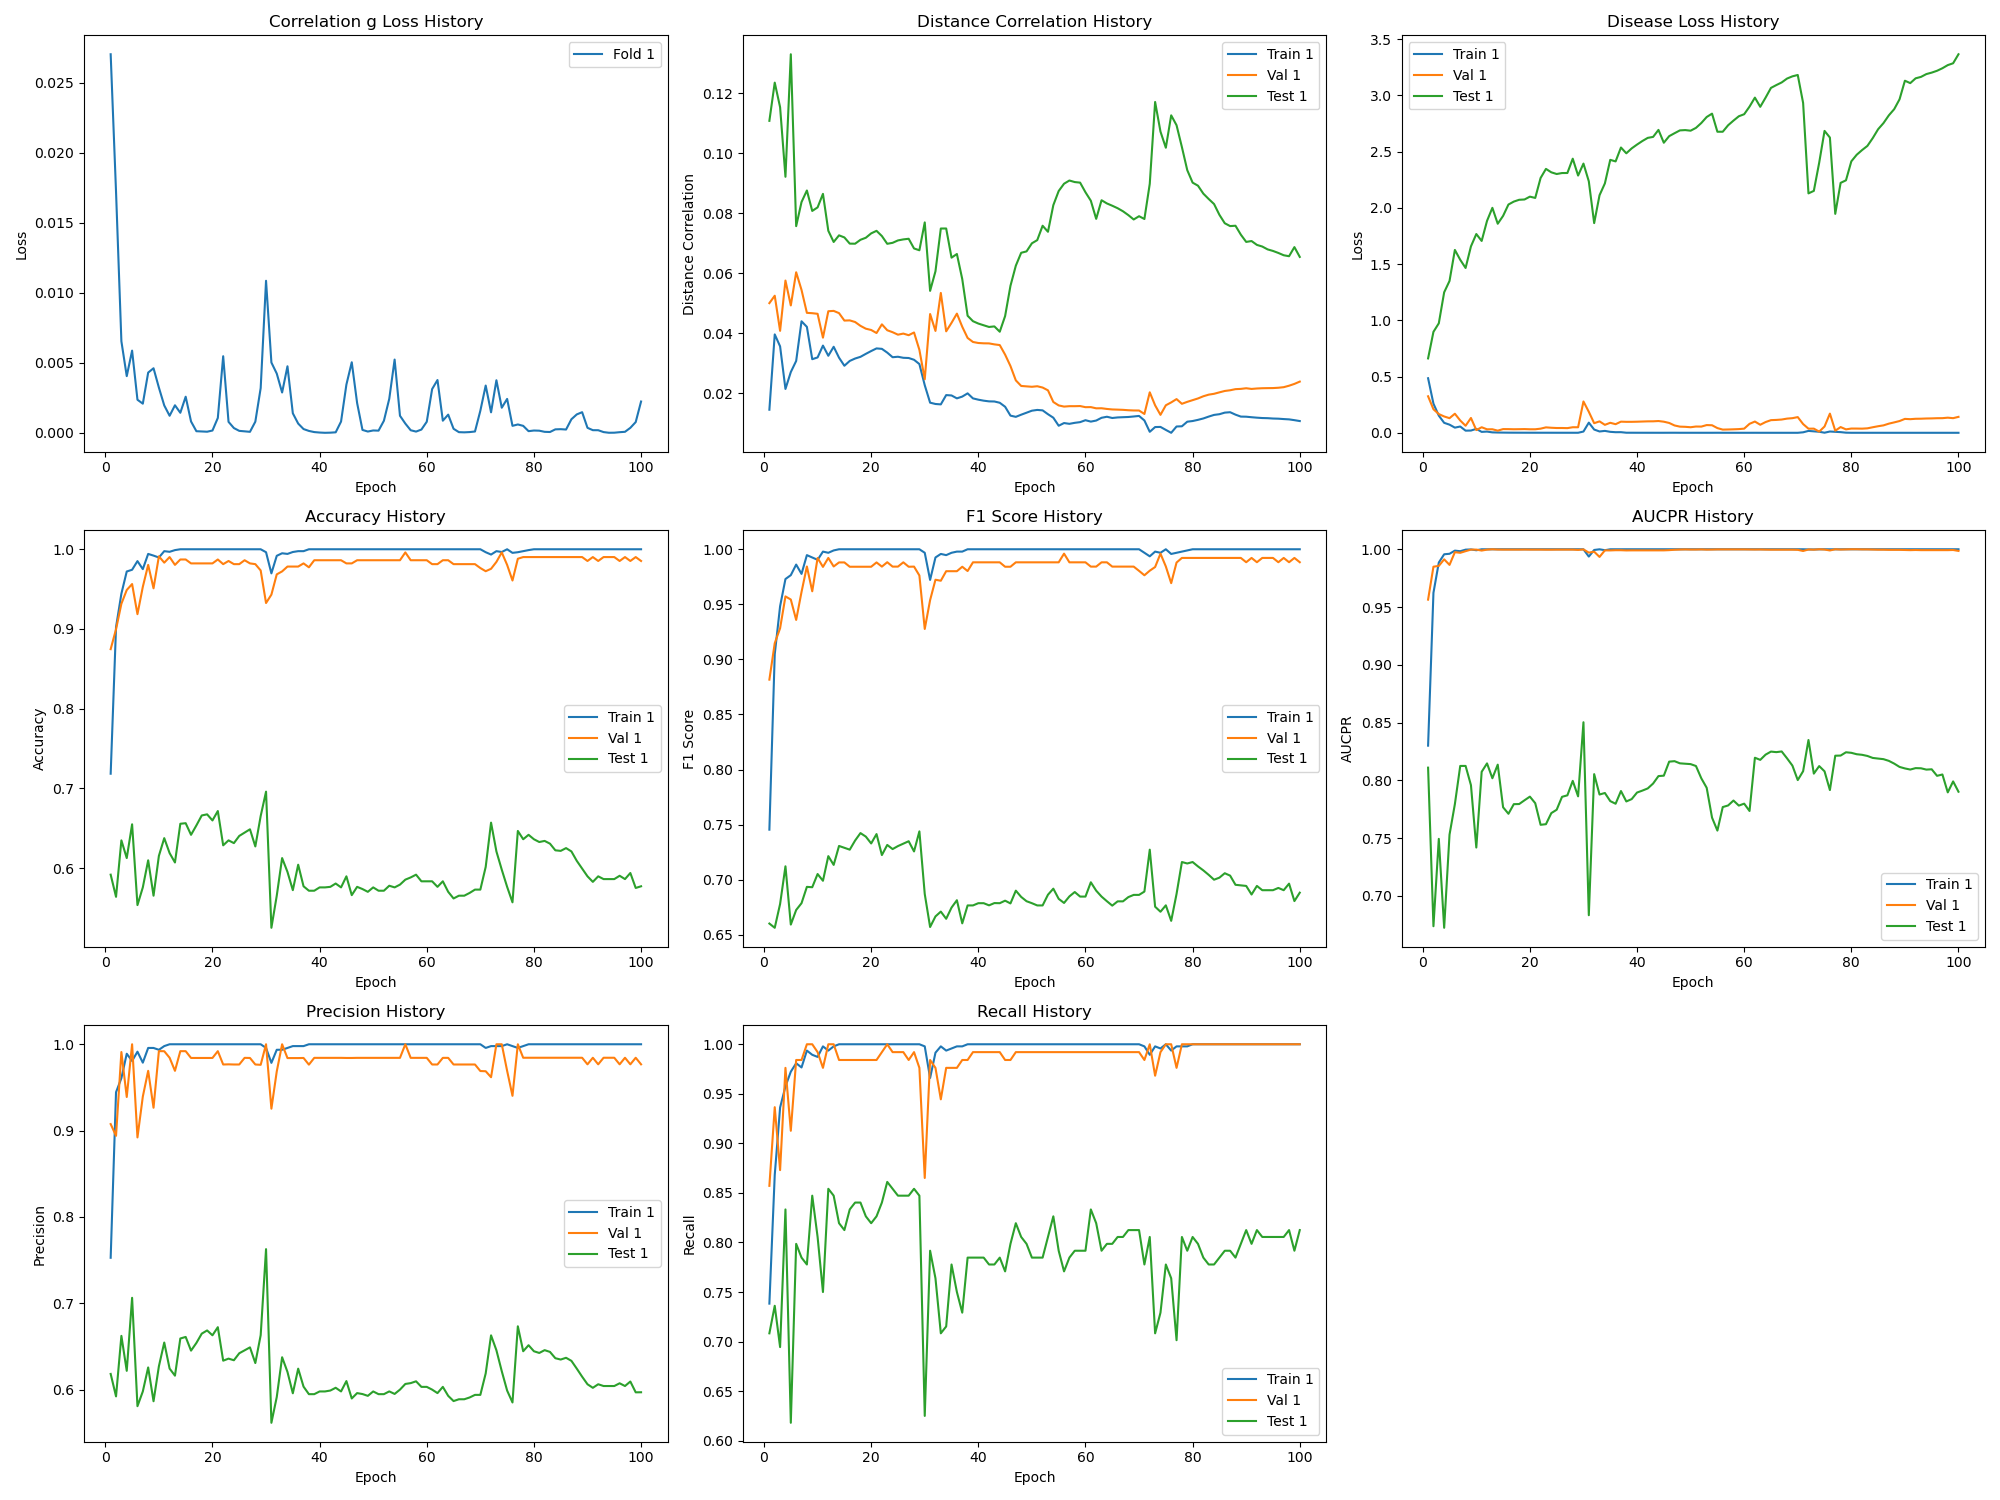 Correlation g Loss History
Fold 1
0.025
0.020
0.015
0.010
0.005
0.000
Loss
0 20 40 60 80 100
Epoch
Distance Correlation History
Train 1
Val 1
Test 1
0.12
0.10
0.08
0.06
0.04
0.02
Distance Correlation
0 20 40 60 80 100
Epoch
Disease Loss History
Train 1
Val 1
Test 1
3.5
3.0
2.5
2.0
1.5
1.0
0.5
0.0
Loss
0 20 40 60 80 100
Epoch
Accuracy History
1.0
0.9
0.8
0.7
0.6
Accuracy
Train 1
Val 1
Test 1
0 20 40 60 80 100
Epoch
F1 Score History
1.00
0.95
0.90
0.85
0.80
0.75
0.70
0.65
F1 Score
Train 1
Val 1
Test 1
0 20 40 60 80 100
Epoch
AUCPR History
1.00
0.95
0.90
0.85
0.80
0.75
0.70
AUCPR
Train 1
Val 1
Test 1
0 20 40 60 80 100
Epoch
Precision History
1.0
0.9
0.8
0.7
0.6
Precision
Train 1
Val 1
Test 1
0 20 40 60 80 100
Epoch
Recall History
1.00
0.95
0.90
0.85
0.80
0.75
0.70
0.65
0.60
Recall
Train 1
Val 1
Test 1
0 20 40 60 80 100
Epoch